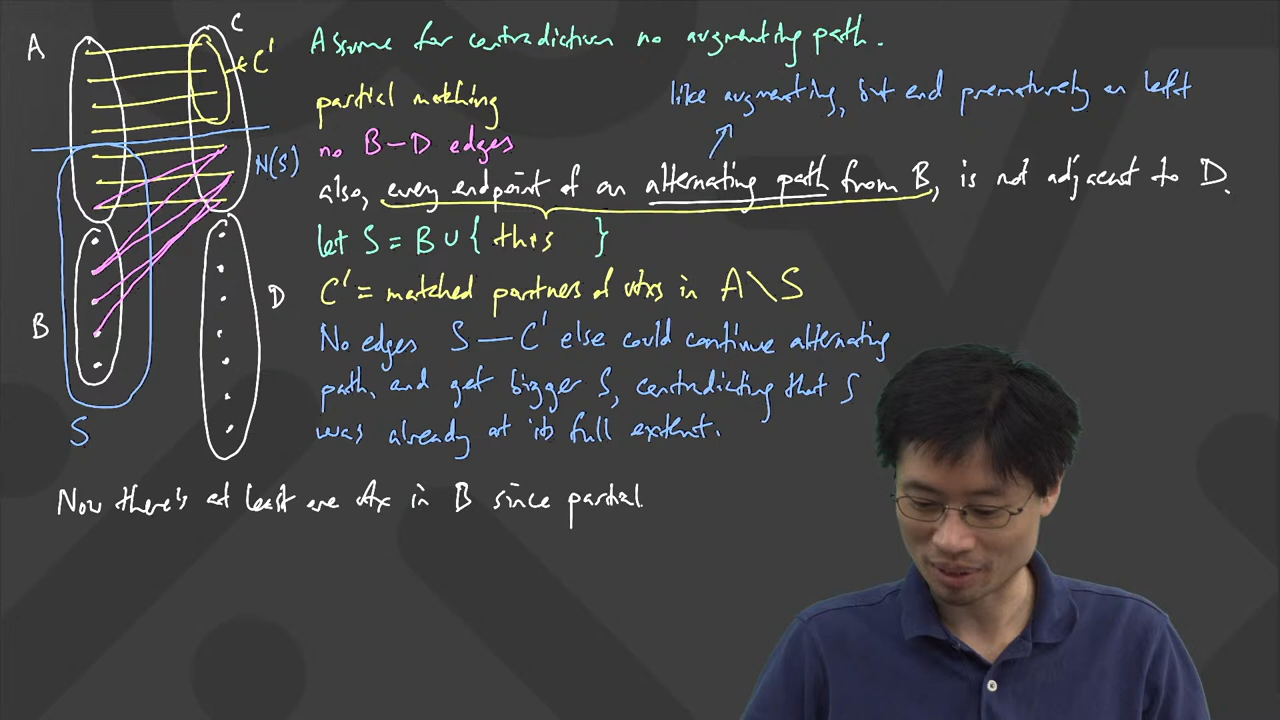 A
C
C'
Assume for contradiction no augmenting path.
partial matching
like augmenting, but end prematurely on left
no B–D edges
N(S)
also, every endpoint of an alternating path from B, is not adjacent to D.
let S = B ∪ { this }
C' = matched partners of vtxs in A \ S
D
B
No edges S — C' else could continue alternating
path, and get bigger S, contradicting that S
was already at its full extent.
S
Now there's at least one vtx in B since partial